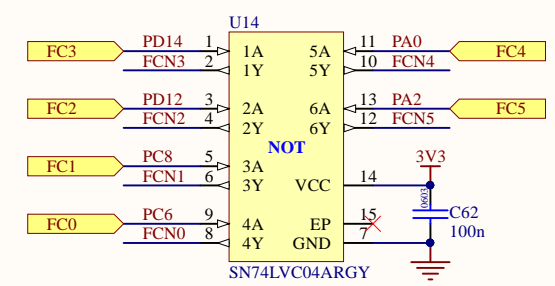 U14
FC3 PD14 1 1A 5A 11 PA0 FC4
FCN3 2 1Y 5Y 10 FCN4
FC2 PD12 3 2A 6A 13 PA2 FC5
FCN2 4 2Y 6Y 12 FCN5
NOT
FC1 PC8 5 3A 3V3
FCN1 6 3Y VCC 14
0603
FC0 PC6 9 4A EP 15 C62
FCN0 8 4Y GND 7 100n
SN74LVC04ARGY